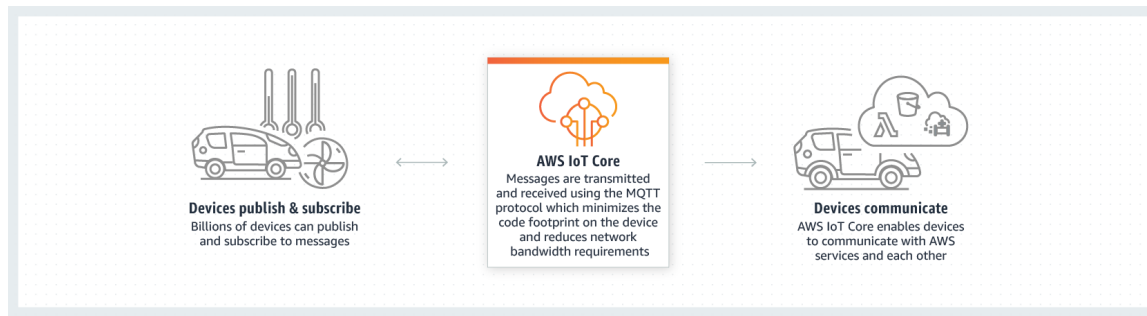 Devices publish & subscribe
Billions of devices can publish
and subscribe to messages
AWS IoT Core
Messages are transmitted
and received using the MQTT
protocol which minimizes the
code footprint on the device
and reduces network
bandwidth requirements
Devices communicate
AWS IoT Core enables devices
to communicate with AWS
services and each other